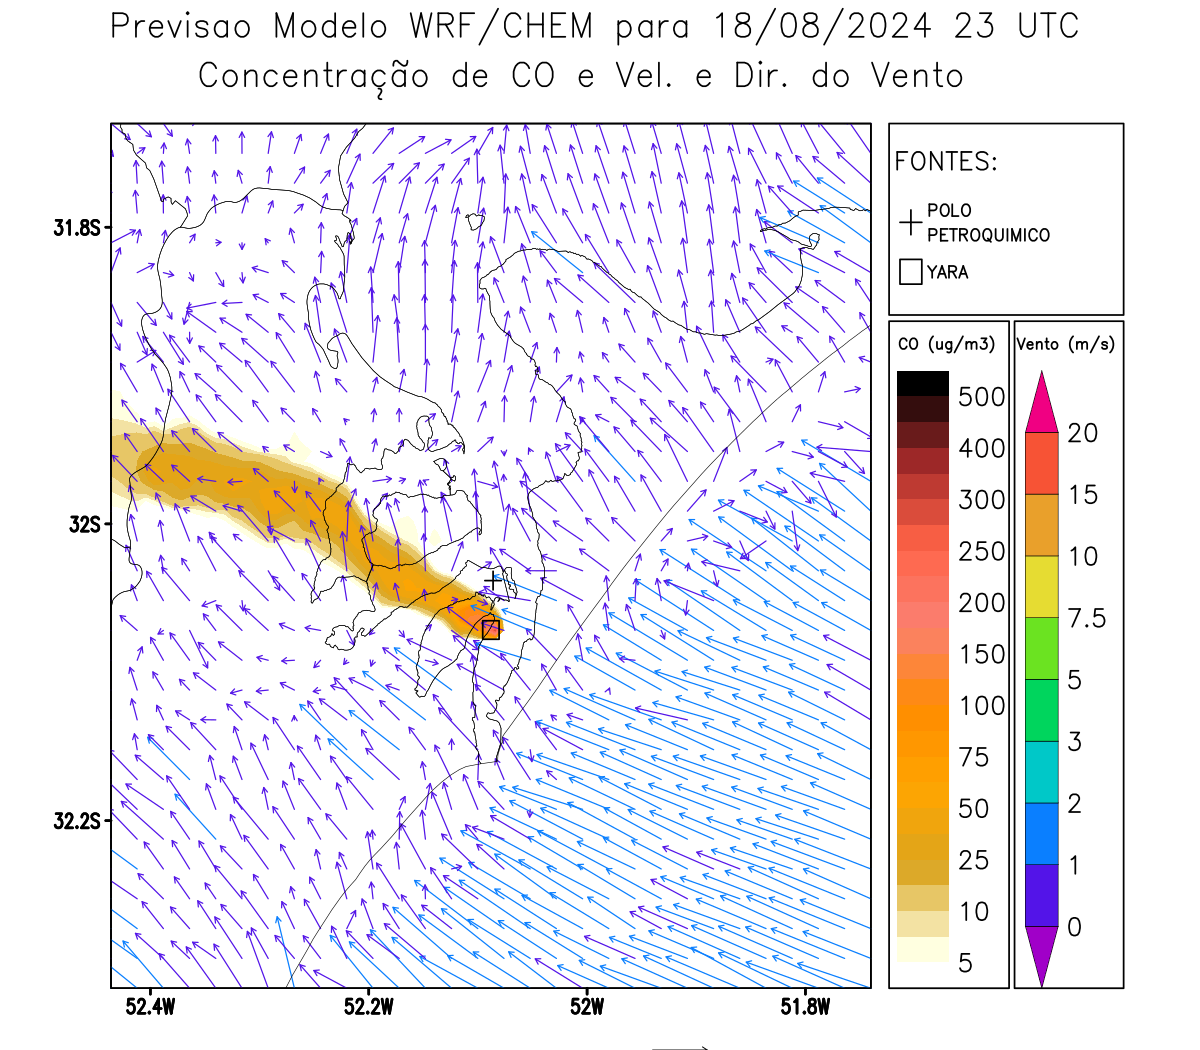 Previsao Modelo WRF/CHEM para 18/08/2024 23 UTC
Concentração de CO e Vel. e Dir. do Vento
FONTES:
POLO
PETROQUIMICO
YARA
CO (ug/m3)
500
400
300
250
200
150
100
75
50
25
10
5
Vento (m/s)
20
15
10
7.5
5
3
2
1
0
31.8S
32S
32.2S
52.4W
52.2W
52W
51.8W